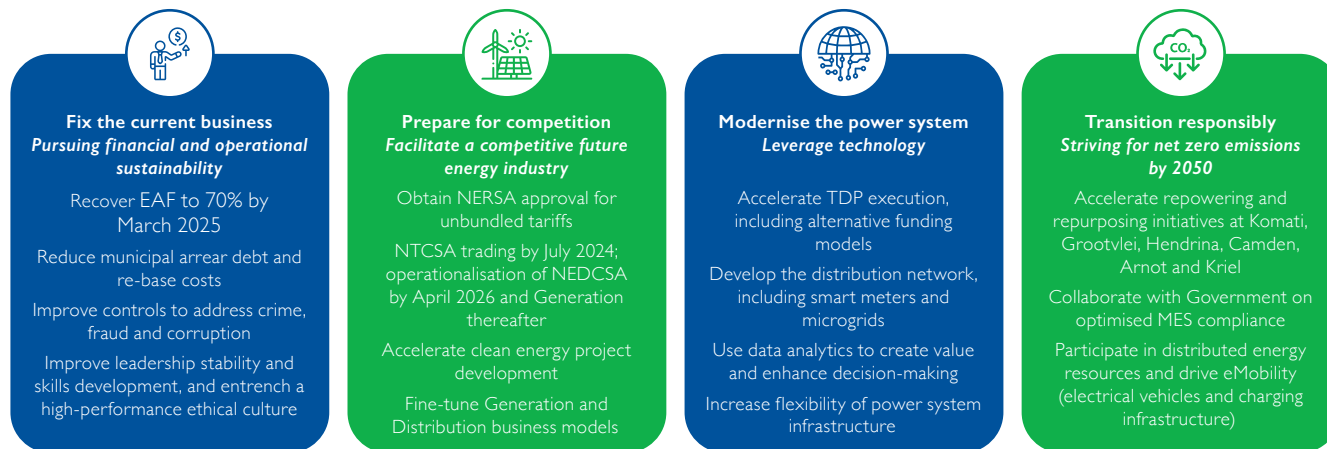 $
Fix the current business
Pursuing financial and operational
sustainability
Recover EAF to 70% by
March 2025
Reduce municipal arrear debt and
re-base costs
Improve controls to address crime,
fraud and corruption
Improve leadership stability and
skills development, and entrench a
high-performance ethical culture
Prepare for competition
Facilitate a competitive future
energy industry
Obtain NERSA approval for
unbundled tariffs
NTCSA trading by July 2024;
operationalisation of NEDCSA
by April 2026 and Generation
thereafter
Accelerate clean energy project
development
Fine-tune Generation and
Distribution business models
Modernise the power system
Leverage technology
Accelerate TDP execution,
including alternative funding
models
Develop the distribution network,
including smart meters and
microgrids
Use data analytics to create value
and enhance decision-making
Increase flexibility of power system
infrastructure
CO₂
Transition responsibly
Striving for net zero emissions
by 2050
Accelerate repowering and
repurposing initiatives at Komati,
Grootvlei, Hendrina, Camden,
Arnot and Kriel
Collaborate with Government on
optimised MES compliance
Participate in distributed energy
resources and drive eMobility
(electrical vehicles and charging
infrastructure)